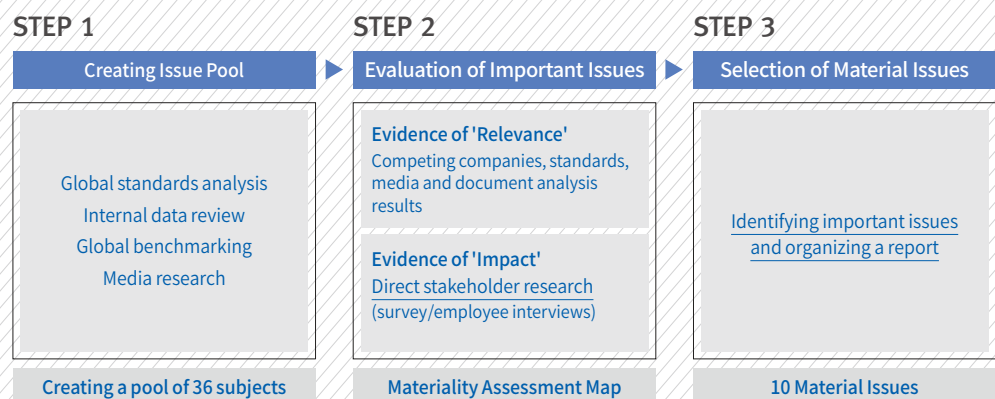 STEP 1
Creating Issue Pool
Global standards analysis
Internal data review
Global benchmarking
Media research
Creating a pool of 36 subjects
STEP 2
Evaluation of Important Issues
Evidence of 'Relevance'
Competing companies, standards,
media and document analysis
results
Evidence of 'Impact'
Direct stakeholder research
(survey/employee interviews)
Materiality Assessment Map
STEP 3
Selection of Material Issues
Identifying important issues
and organizing a report
10 Material Issues